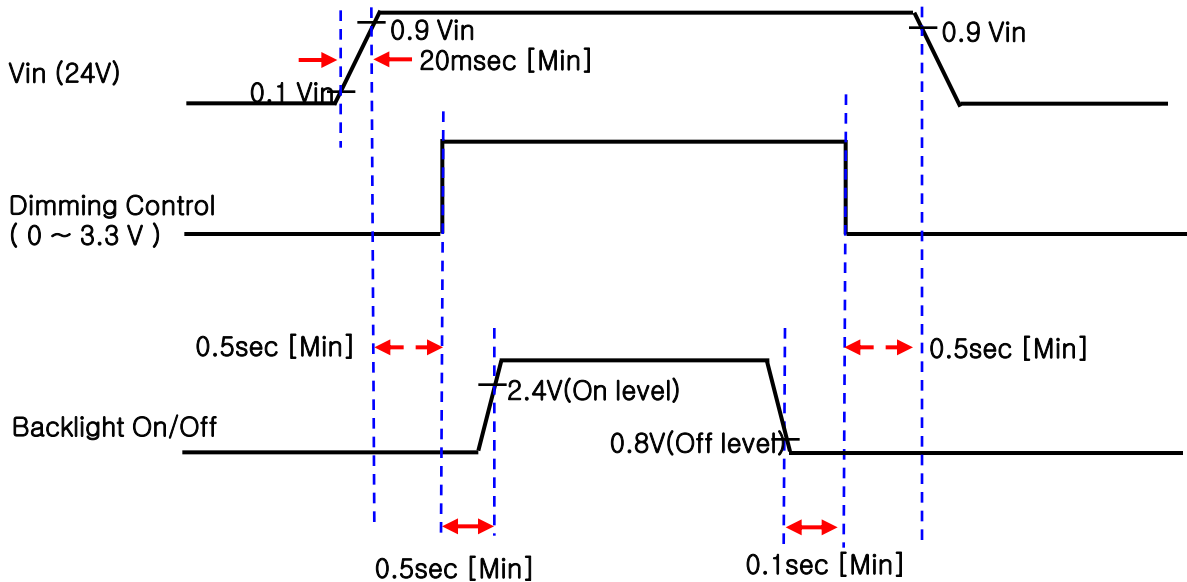 0.9 Vin
0.9 Vin
20msec [Min]
Vin (24V)
0.1 Vin
Dimming Control
( 0 ~ 3.3 V )
0.5sec [Min]
0.5sec [Min]
2.4V(On level)
Backlight On/Off
0.8V(Off level)
0.5sec [Min]
0.1sec [Min]